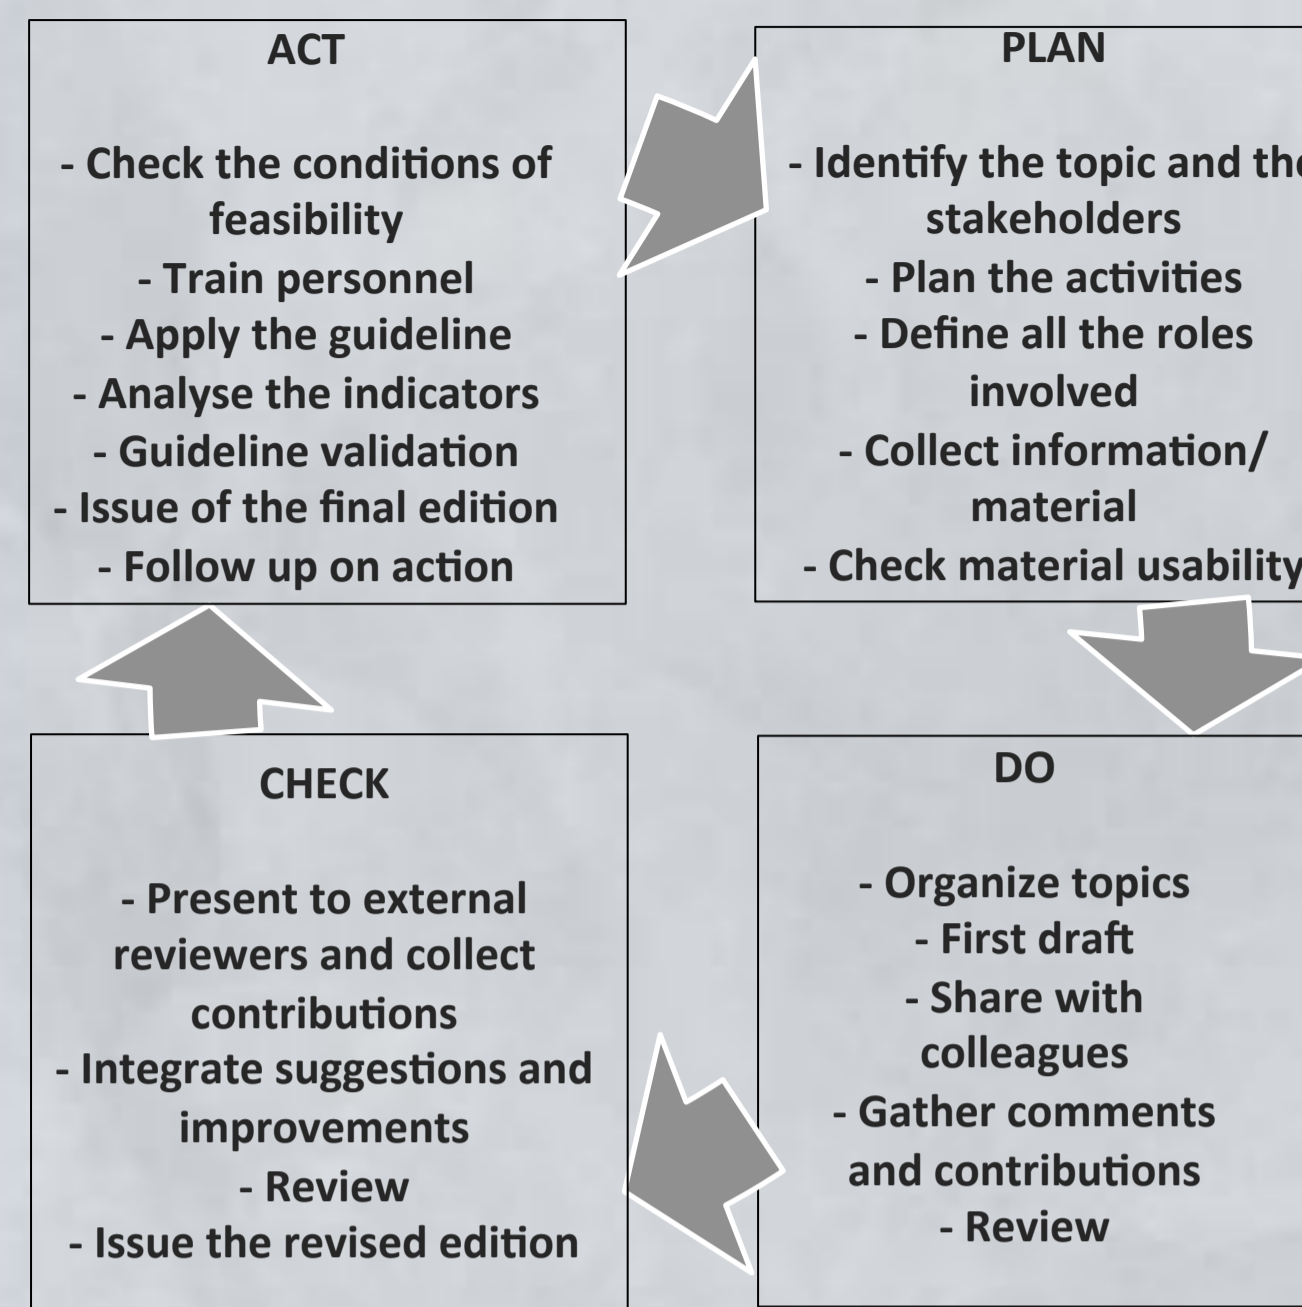 ACT
- Check the conditions of
feasibility
- Train personnel
- Apply the guideline
- Analyse the indicators
- Guideline validation
- Issue of the final edition
- Follow up on action
PLAN
- Identify the topic and the
stakeholders
- Plan the activities
- Define all the roles
involved
- Collect information/
material
- Check material usability
CHECK
- Present to external
reviewers and collect
contributions
- Integrate suggestions and
improvements
- Review
- Issue the revised edition
DO
- Organize topics
- First draft
- Share with
colleagues
- Gather comments
and contributions
- Review